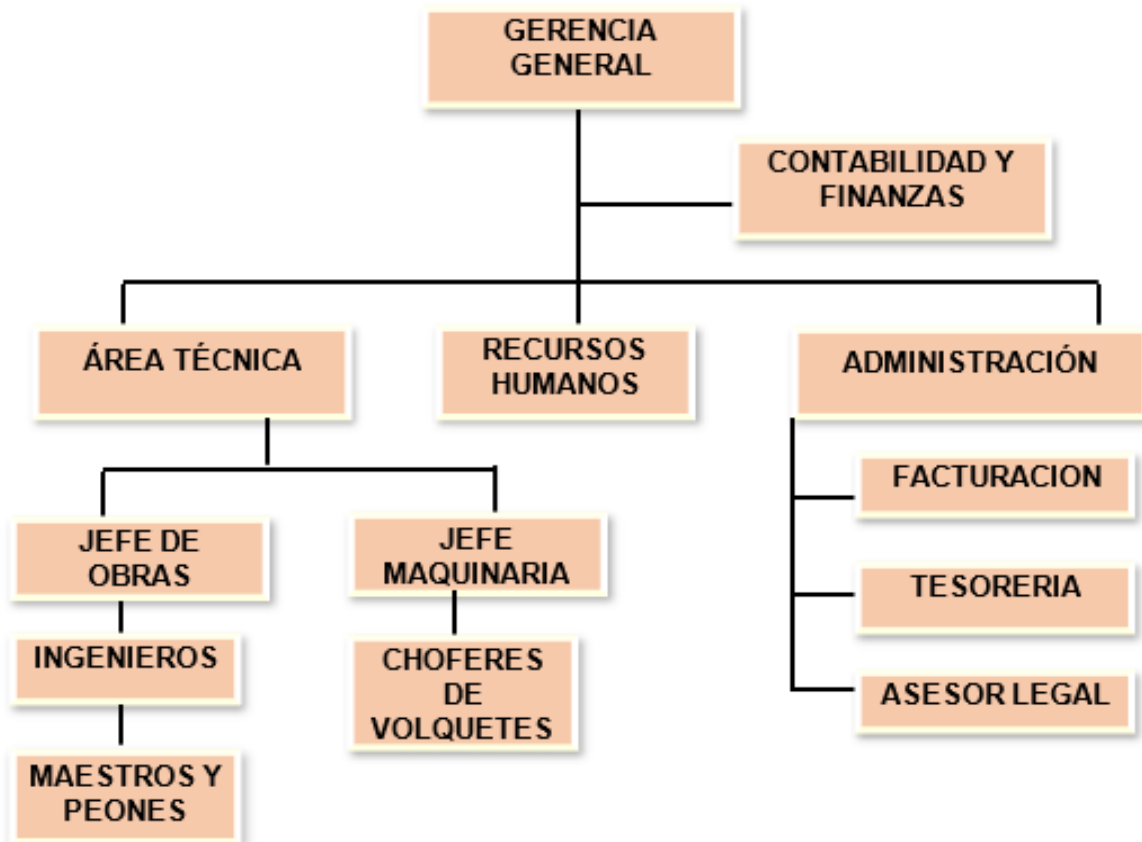 GERENCIA
GENERAL
CONTABILIDAD Y
FINANZAS
ÁREA TÉCNICA
RECURSOS
HUMANOS
ADMINISTRACIÓN
JEFE DE
OBRAS
JEFE
MAQUINARIA
FACTURACION
TESORERIA
ASESOR LEGAL
INGENIEROS
CHOFERES
DE
VOLQUETES
MAESTROS Y
PEONES